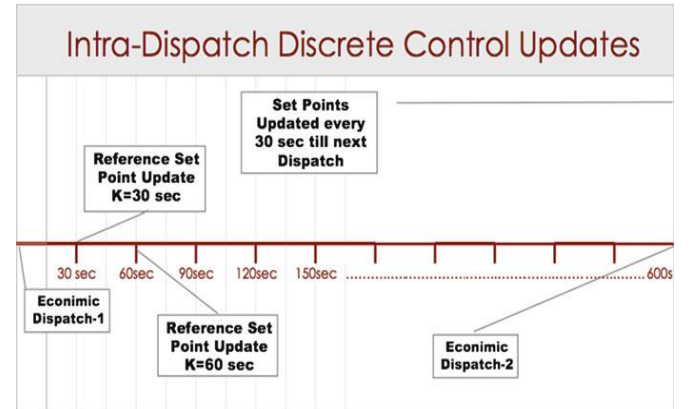 Intra-Dispatch Discrete Control Updates
Set Points
Updated every
30 sec till next
Dispatch
Reference Set
Point Update
K=30 sec
30 sec 60sec 90sec 120sec 150sec ........................................................ 600s
Econimic
Dispatch-1
Reference Set
Point Update
K=60 sec
Econimic
Dispatch-2